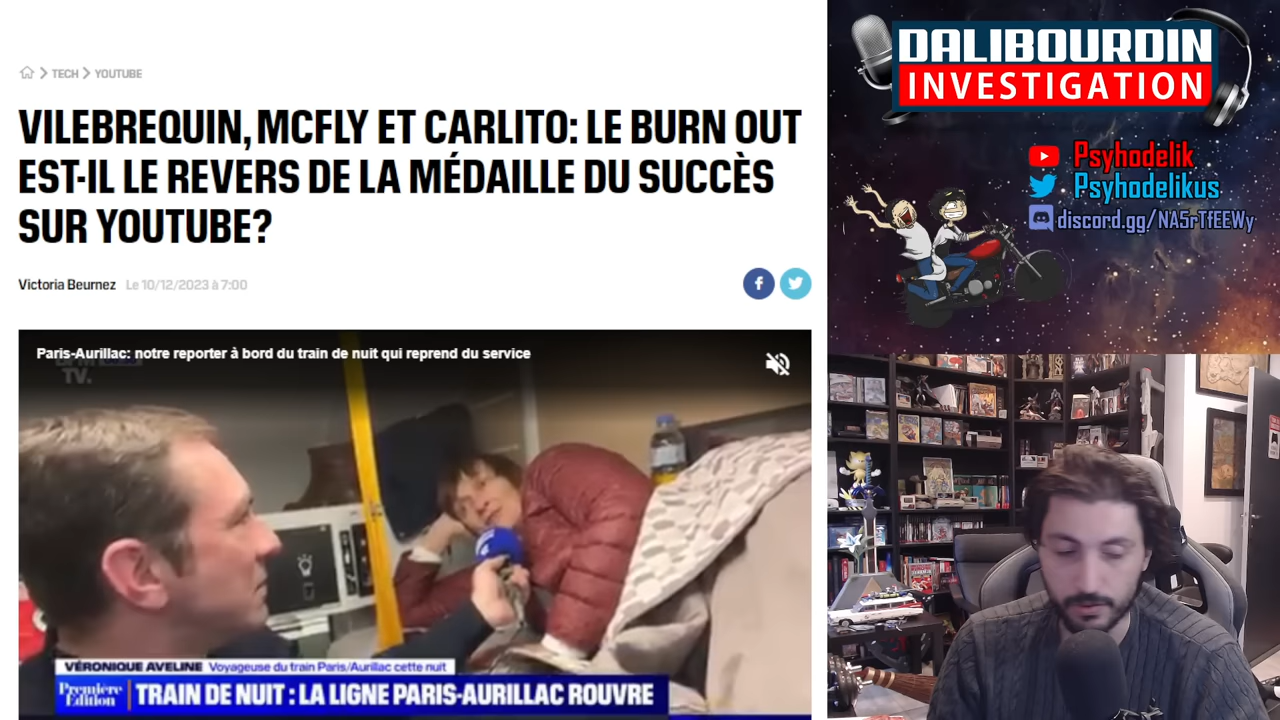 TECH YOUTUBE
VILEBREQUIN, MCFLY ET CARLITO: LE BURN OUT
EST-IL LE REVERS DE LA MÉDAILLE DU SUCCÈS
SUR YOUTUBE?
Victoria Beurnez Le 10/12/2023 à 7:00
Paris-Aurillac: notre reporter à bord du train de nuit qui reprend du service
TV.
VÉRONIQUE AVELINE Voyageuse du train Paris/Aurillac cette nuit
Première
Édition
TRAIN DE NUIT : LA LIGNE PARIS-AURILLAC ROUVRE
DALIBOURDIN
INVESTIGATION
Psyhodelik
Psyhodelikus
discord.gg/NA5rTfEEWy